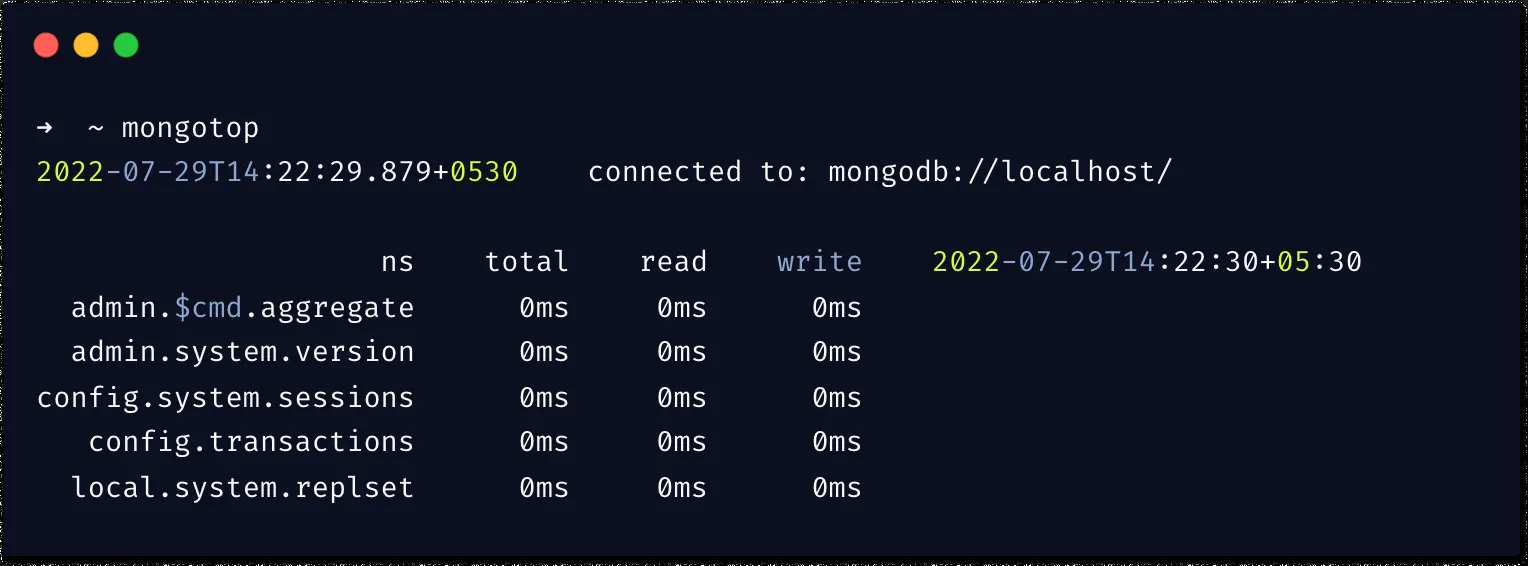 ➜  ~ mongotop
2022-07-29T14:22:29.879+0530    connected to: mongodb://localhost/
                    ns    total    read    write    2022-07-29T14:22:30+05:30
  admin.$cmd.aggregate      0ms     0ms      0ms
  admin.system.version      0ms     0ms      0ms
config.system.sessions      0ms     0ms      0ms
   config.transactions      0ms     0ms      0ms
  local.system.replset      0ms     0ms      0ms